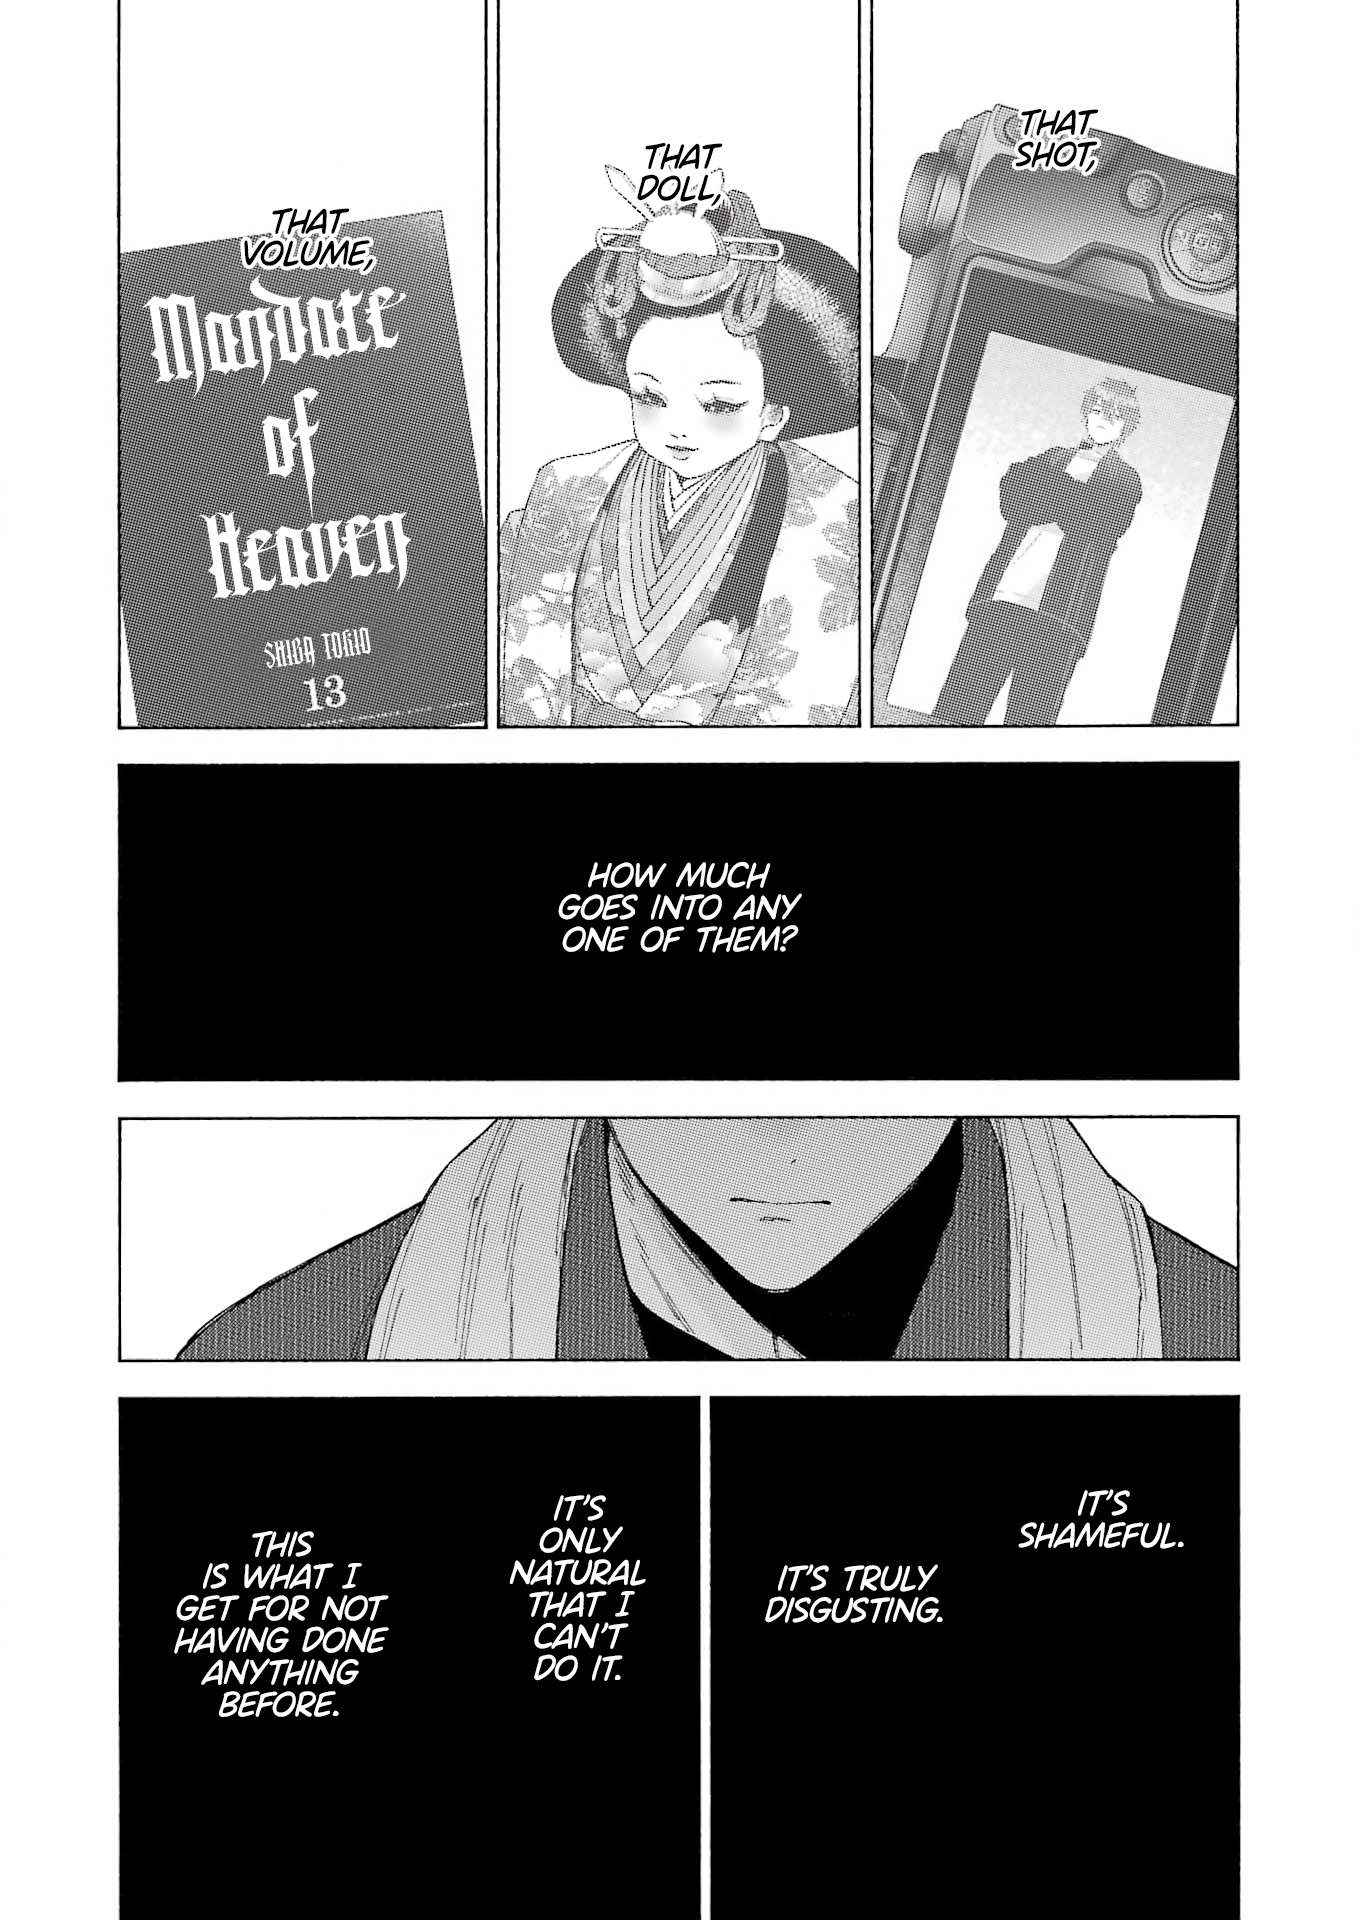 THAT
SHOT,
THAT
DOLL,
THAT
VOLUME,
Mandate
of
Heaven
SHIBA TOKIO
13
HOW MUCH
GOES INTO ANY
ONE OF THEM?
IT'S
SHAMEFUL.
IT'S TRULY
DISGUSTING.
IT'S
ONLY
NATURAL
THAT I
CAN'T
DO IT.
THIS
IS WHAT I
GET FOR NOT
HAVING DONE
ANYTHING
BEFORE.